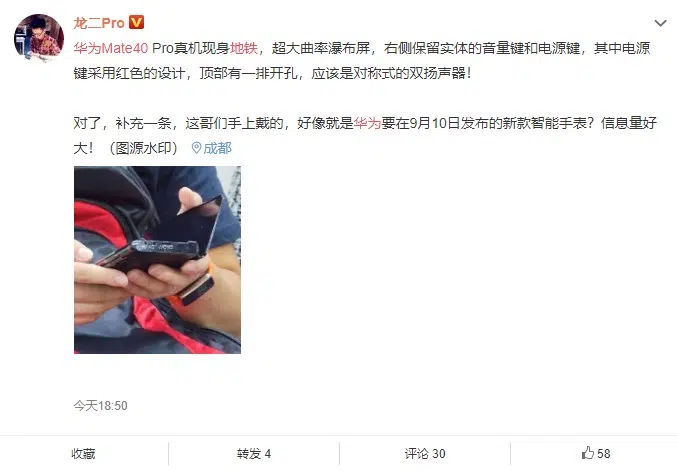 龙二Pro
华为Mate40 Pro真机现身地铁，超大曲率瀑布屏，右侧保留实体的音量键和电源键，其中电源
键采用红色的设计，顶部有一排开孔，应该是对称式的双扬声器！
对了，补充一条，这哥们手上戴的，好像就是华为要在9月10日发布的新款智能手表？信息量好
大！（图源水印） 成都
今天18:50
收藏
转发 4
评论 30
58